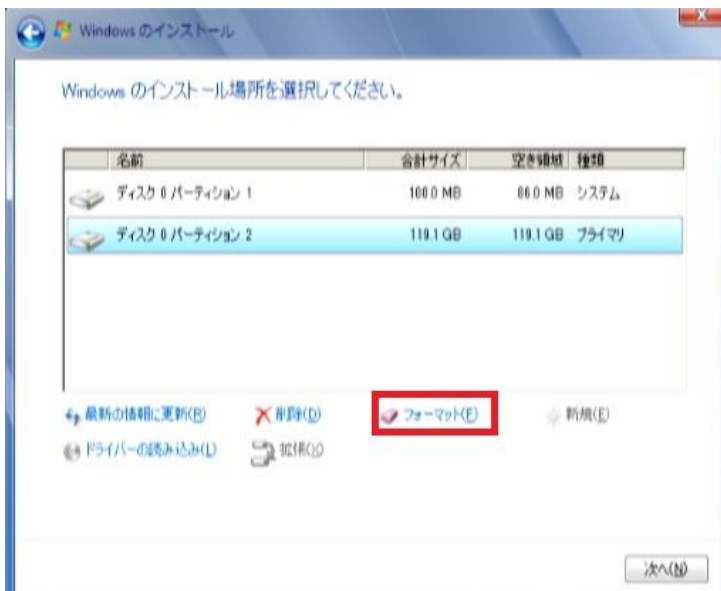 Windows のインストール
Windows のインストール場所を選択してください。
名前 合計サイズ 空き領域 種類
ディスク 0 パーティション 1 100.0 MB 86.0 MB システム
ディスク 0 パーティション 2 119.1 GB 119.1 GB プライマリ
最新の情報に更新(R) 削除(D) フォーマット(F) 新規(E)
ドライバーの読み込み(L) 拡張(X)
次へ(N)